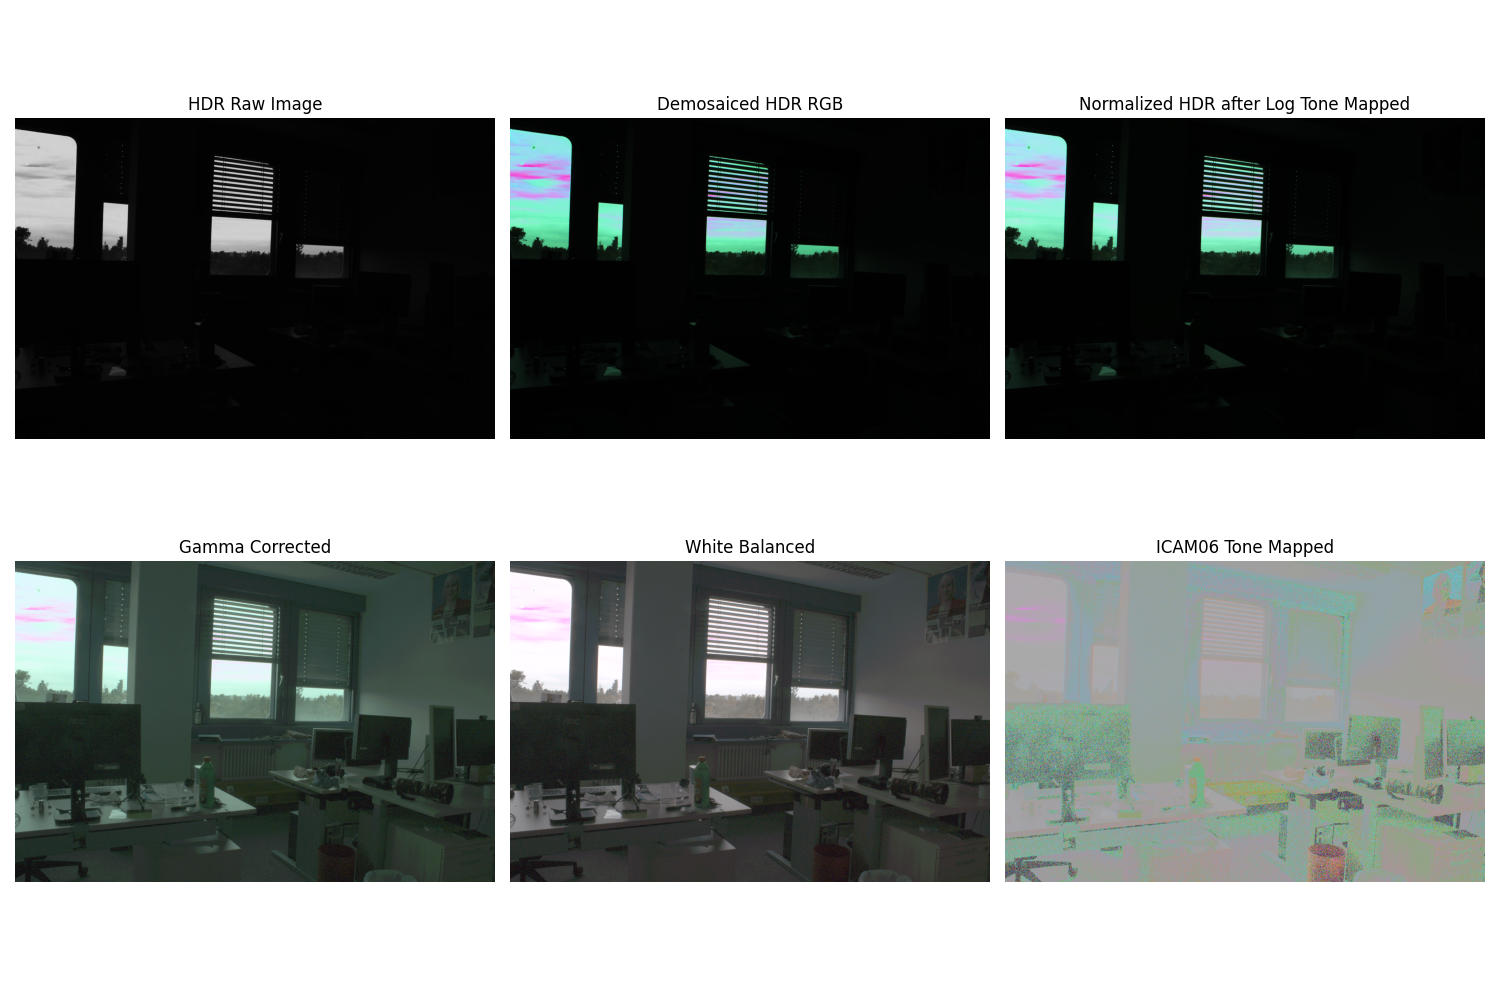 HDR Raw Image
Demosaiced HDR RGB
Normalized HDR after Log Tone Mapped
Gamma Corrected
White Balanced
ICAM06 Tone Mapped